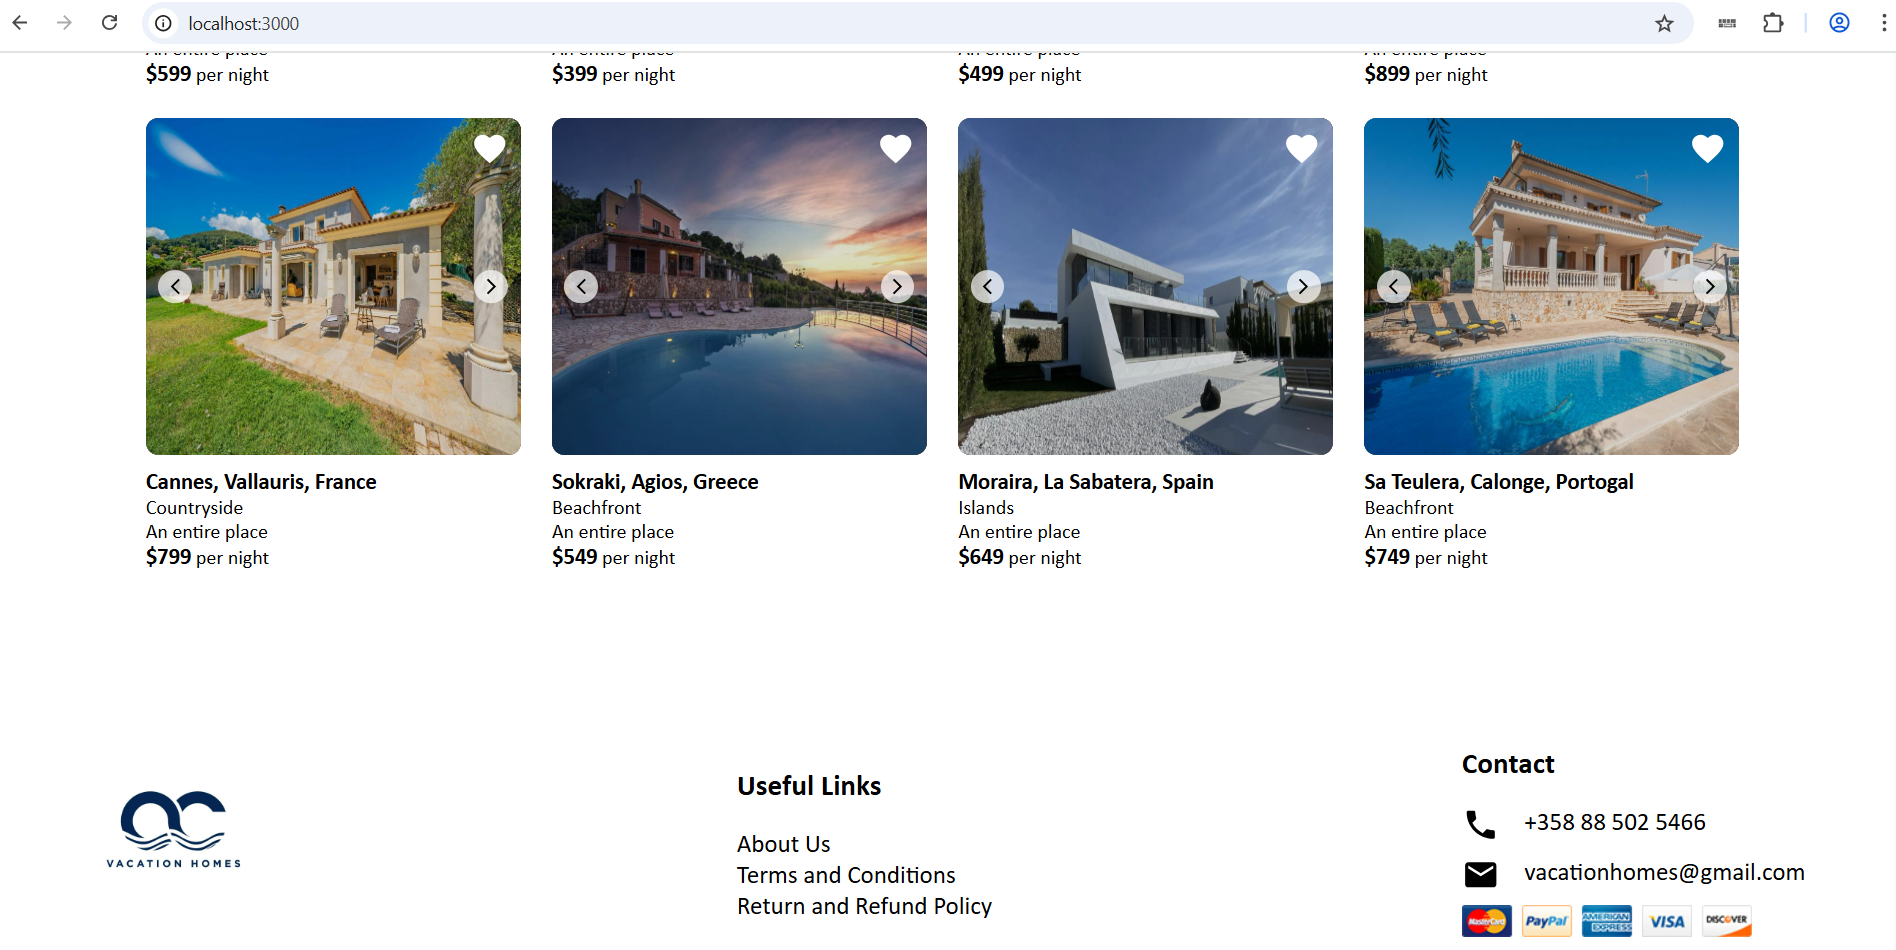 localhost:3000
An entire place An entire place An entire place An entire place
$599 per night $399 per night $499 per night $899 per night
Cannes, Vallauris, France Sokraki, Agios, Greece Moraira, La Sabatera, Spain Sa Teulera, Calonge, Portogal
Countryside Beachfront Islands Beachfront
An entire place An entire place An entire place An entire place
$799 per night $549 per night $649 per night $749 per night
VACATION HOMES
Useful Links
About Us
Terms and Conditions
Return and Refund Policy
Contact
+358 88 502 5466
vacationhomes@gmail.com
MasterCard PayPal AMERICAN EXPRESS VISA DISCOVER